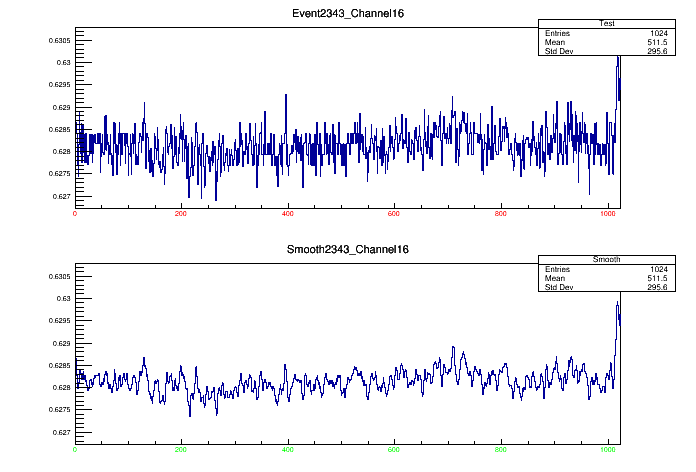 Event2343_Channel16
Test
Entries 1024
Mean 511.5
Std Dev 295.6
0.6305
0.63
0.6295
0.629
0.6285
0.628
0.6275
0.627
0 200 400 600 800 1000
Smooth2343_Channel16
Smooth
Entries 1024
Mean 511.5
Std Dev 295.6
0.6305
0.63
0.6295
0.629
0.6285
0.628
0.6275
0.627
0 200 400 600 800 1000